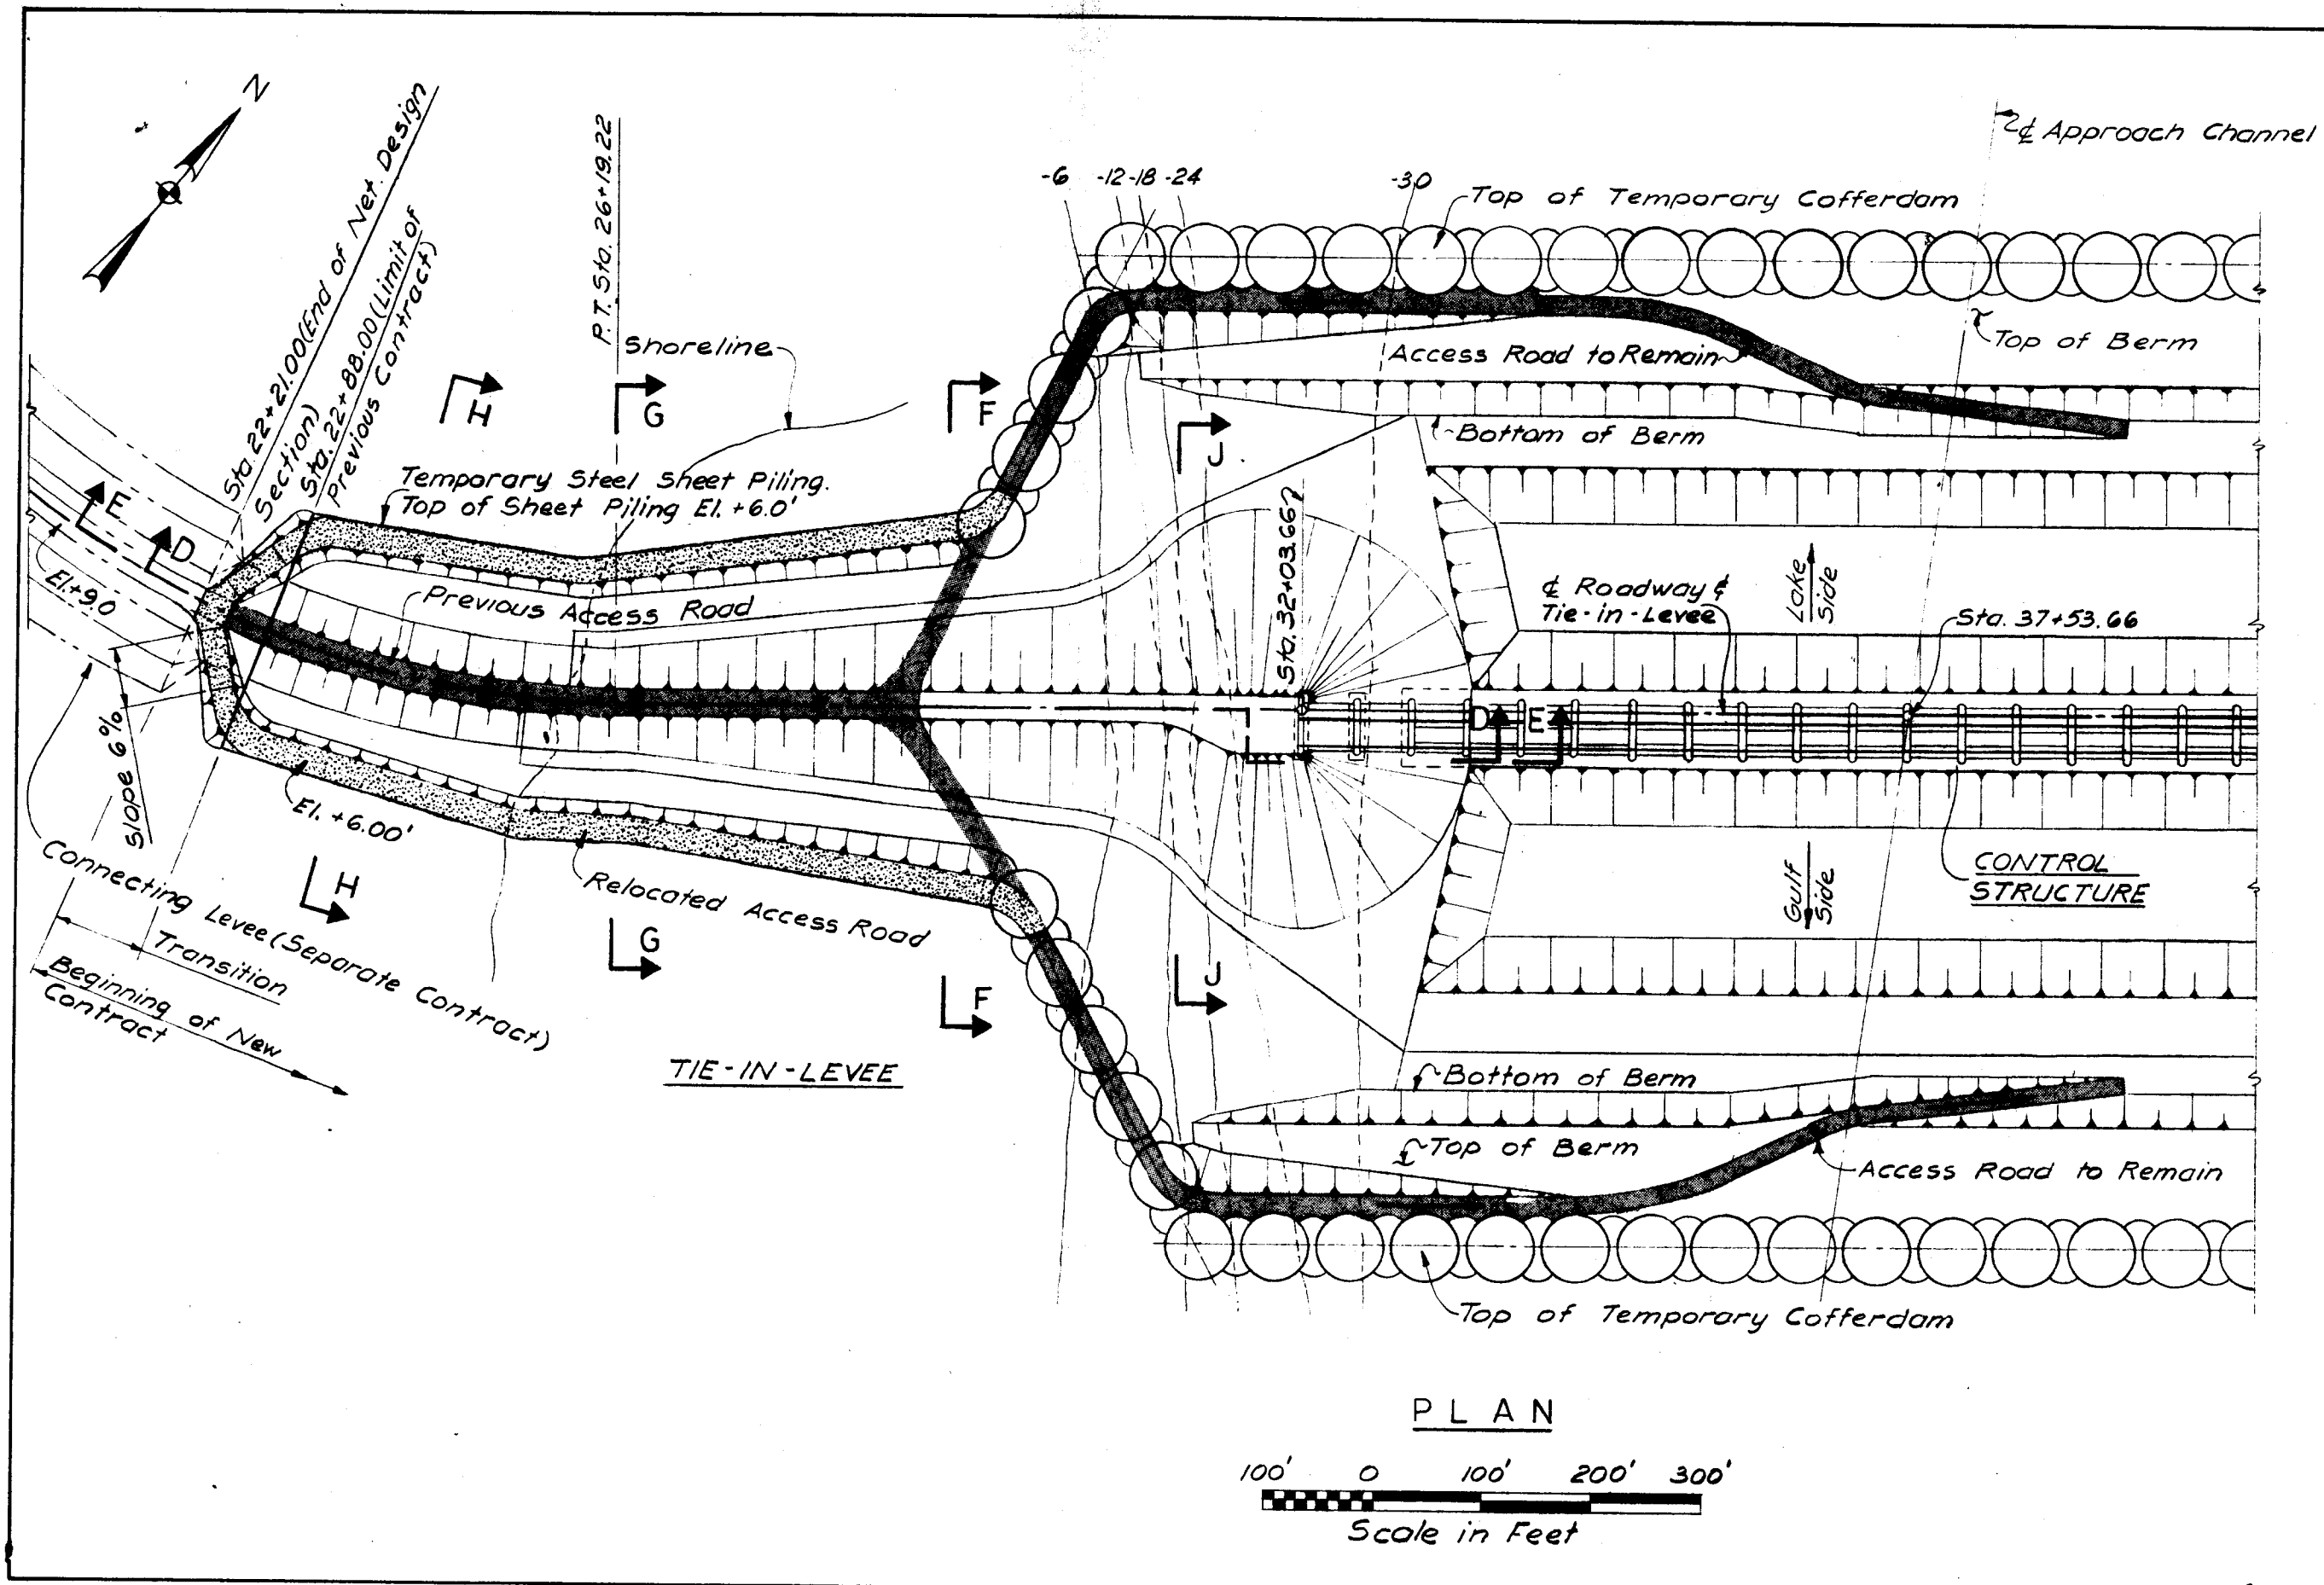 N
Sta. 22+21.00 (End of Net. Design
Section)
Sta. 22+88.00 (Limit of
Previous Contract)
P.T. Sta. 26+19.22
-6 -12 -18 -24
-30
Top of Temporary Cofferdam
℄ Approach Channel
Shoreline
Top of Berm
Access Road to Remain
H
G
F
J
Bottom of Berm
Temporary Steel Sheet Piling.
Top of Sheet Piling El. +6.0'
E
D
El.+9.0
Previous Access Road
Sta. 32+03.667
℄ Roadway &
Tie-in-Levee
Lake
Side
Sta. 37+53.66
D
E
Slope 6%
El. +6.00'
Connecting Levee (Separate Contract)
Relocated Access Road
CONTROL
STRUCTURE
Gulf
Side
H
G
F
J
Transition
Beginning of New
Contract
TIE-IN-LEVEE
Bottom of Berm
Top of Berm
Access Road to Remain
Top of Temporary Cofferdam
PLAN
100' 0 100' 200' 300'
Scale in Feet